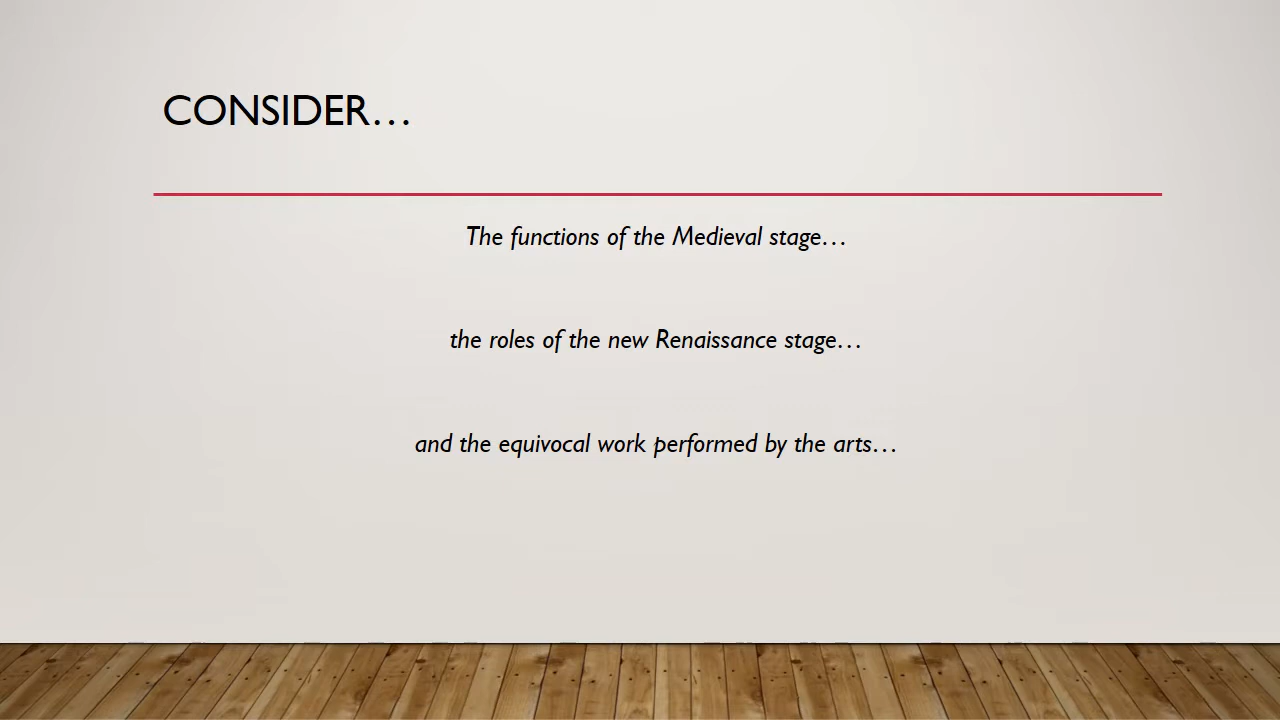 CONSIDER…
The functions of the Medieval stage…
the roles of the new Renaissance stage…
and the equivocal work performed by the arts…